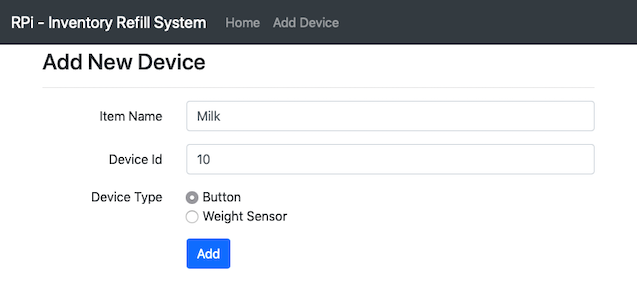 RPi - Inventory Refill System Home Add Device
Add New Device
Item Name Milk
Device Id 10
Device Type Button
Weight Sensor
Add